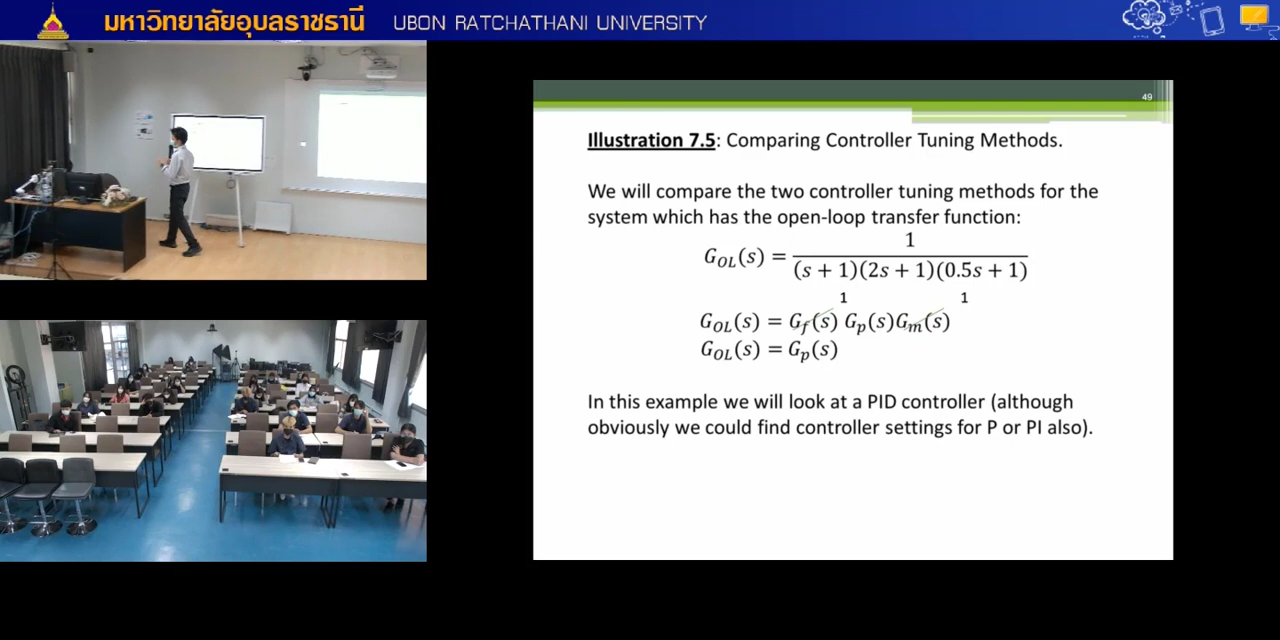 มหาวิทยาลัยอุบลราชธานี UBON RATCHATHANI UNIVERSITY
49
Illustration 7.5: Comparing Controller Tuning Methods.
We will compare the two controller tuning methods for the
system which has the open-loop transfer function:
G_OL(s) = 1 / ((s + 1)(2s + 1)(0.5s + 1))
1 1
G_OL(s) = G_f(s) G_p(s)G_m(s)
G_OL(s) = G_p(s)
In this example we will look at a PID controller (although
obviously we could find controller settings for P or PI also).